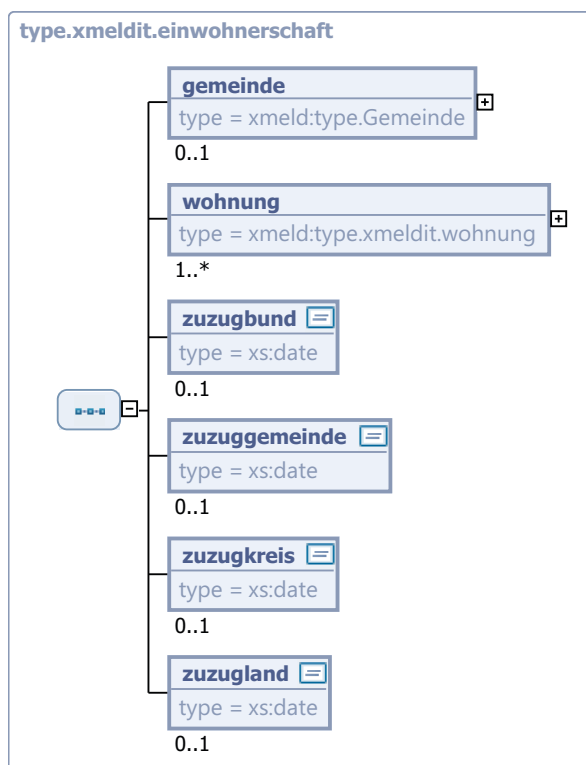 type.xmeldit.einwohnerschaft
gemeinde
type = xmeld:type.Gemeinde
0..1
wohnung
type = xmeld:type.xmeldit.wohnung
1..*
zuzugbund
type = xs:date
0..1
zuzuggemeinde
type = xs:date
0..1
zuzugkreis
type = xs:date
0..1
zuzugland
type = xs:date
0..1